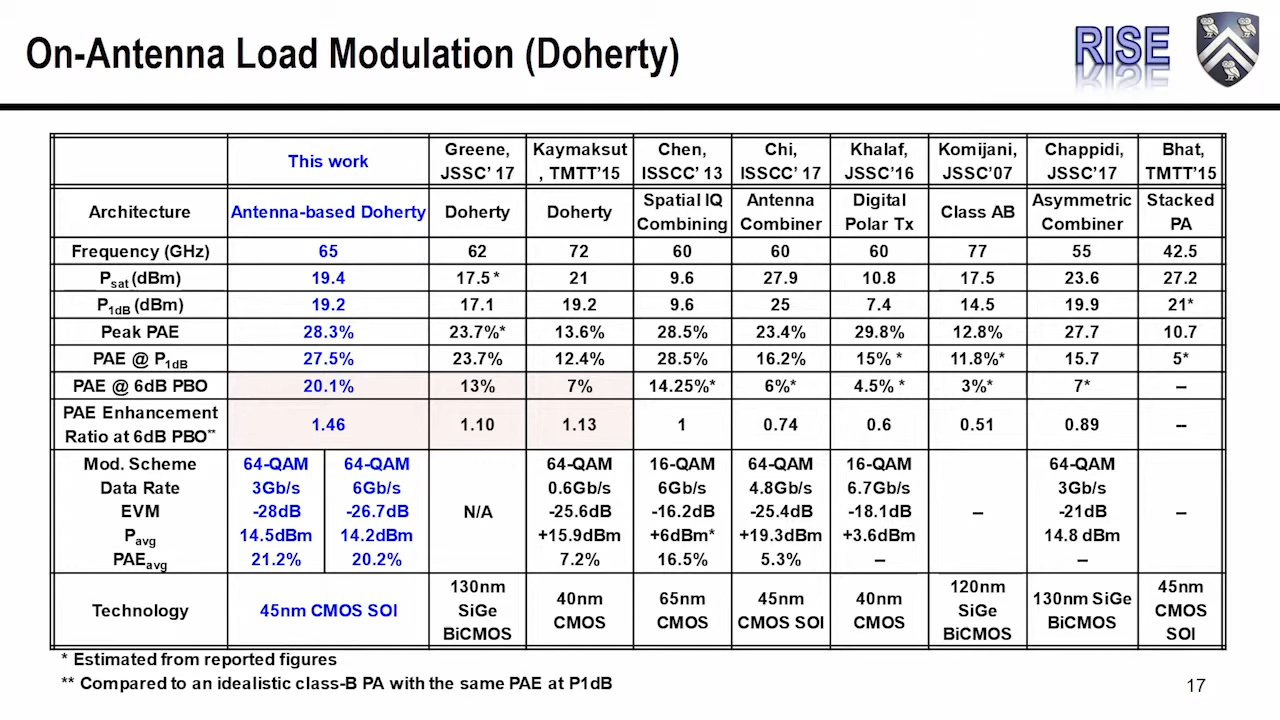 On-Antenna Load Modulation (Doherty)
RISE
This work
Greene, JSSC’ 17
Kaymaksut , TMTT’15
Chen, ISSCC’ 13
Chi, ISSCC’ 17
Khalaf, JSSC’16
Komijani, JSSC’07
Chappidi, JSSC’17
Bhat, TMTT’15
Architecture Antenna-based Doherty Doherty Doherty Spatial IQ Combining Antenna Combiner Digital Polar Tx Class AB Asymmetric Combiner Stacked PA
Frequency (GHz) 65 62 72 60 60 60 77 55 42.5
Psat (dBm) 19.4 17.5 * 21 9.6 27.9 10.8 17.5 23.6 27.2
P1dB (dBm) 19.2 17.1 19.2 9.6 25 7.4 14.5 19.9 21*
Peak PAE 28.3% 23.7%* 13.6% 28.5% 23.4% 29.8% 12.8% 27.7 10.7
PAE @ P1dB 27.5% 23.7% 12.4% 28.5% 16.2% 15% * 11.8%* 15.7 5*
PAE @ 6dB PBO 20.1% 13% 7% 14.25%* 6%* 4.5% * 3%* 7* –
PAE Enhancement Ratio at 6dB PBO** 1.46 1.10 1.13 1 0.74 0.6 0.51 0.89 --
Mod. Scheme 64-QAM 64-QAM N/A 64-QAM 16-QAM 64-QAM 16-QAM – 64-QAM –
Data Rate 3Gb/s 6Gb/s 0.6Gb/s 6Gb/s 4.8Gb/s 6.7Gb/s 3Gb/s
EVM -28dB -26.7dB -25.6dB -16.2dB -25.4dB -18.1dB -21dB
Pavg 14.5dBm 14.2dBm +15.9dBm +6dBm* +19.3dBm +3.6dBm 14.8 dBm
PAEavg 21.2% 20.2% 7.2% 16.5% 5.3% – –
Technology 45nm CMOS SOI 130nm SiGe BiCMOS 40nm CMOS 65nm CMOS 45nm CMOS SOI 40nm CMOS 120nm SiGe BiCMOS 130nm SiGe BiCMOS 45nm CMOS SOI
* Estimated from reported figures
** Compared to an idealistic class-B PA with the same PAE at P1dB
17